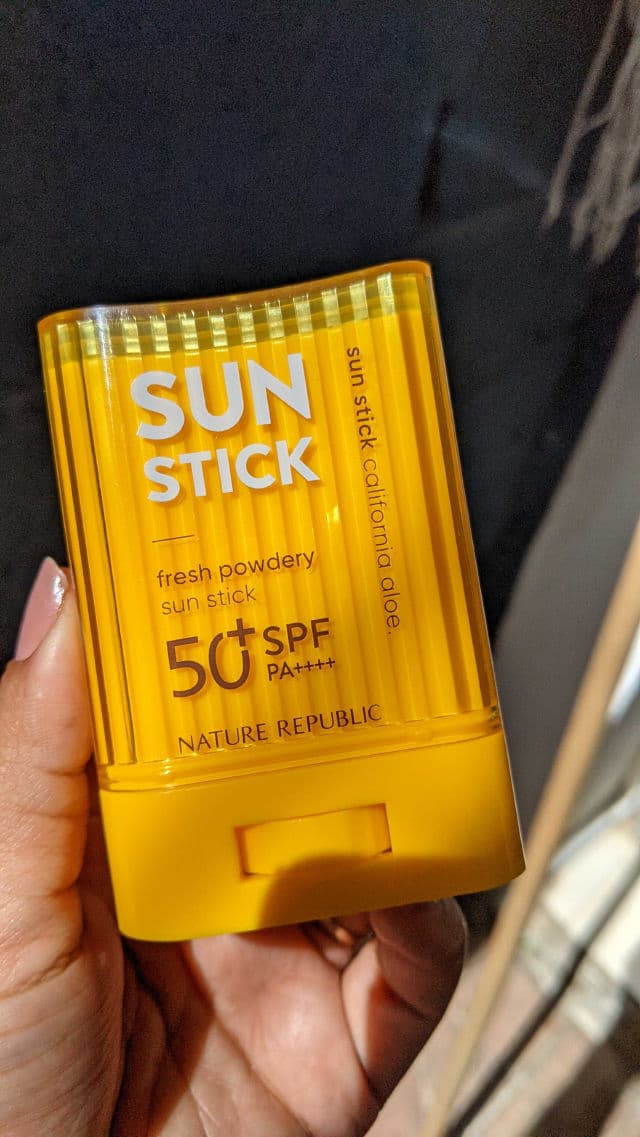 SUN
STICK
fresh powdery
sun stick
50+ SPF
PA++++
NATURE REPUBLIC
sun stick california aloe.